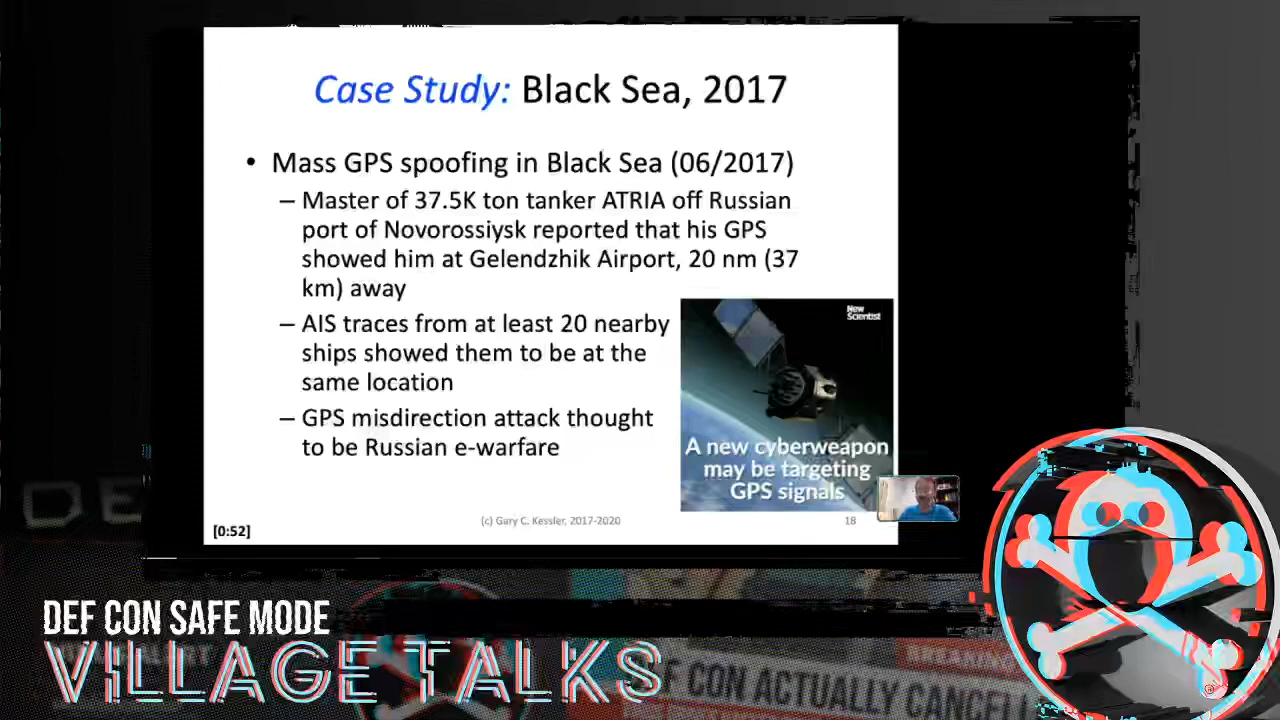 Case Study: Black Sea, 2017
• Mass GPS spoofing in Black Sea (06/2017)
– Master of 37.5K ton tanker ATRIA off Russian
port of Novorossiysk reported that his GPS
showed him at Gelendzhik Airport, 20 nm (37
km) away
– AIS traces from at least 20 nearby
ships showed them to be at the
same location
– GPS misdirection attack thought
to be Russian e-warfare
New
Scientist
A new cyberweapon
may be targeting
GPS signals
[0:52]
(c) Gary C. Kessler, 2017-2020
18
DEF CON SAFE MODE
VILLAGE TALKS
DEF CON ACTUALLY